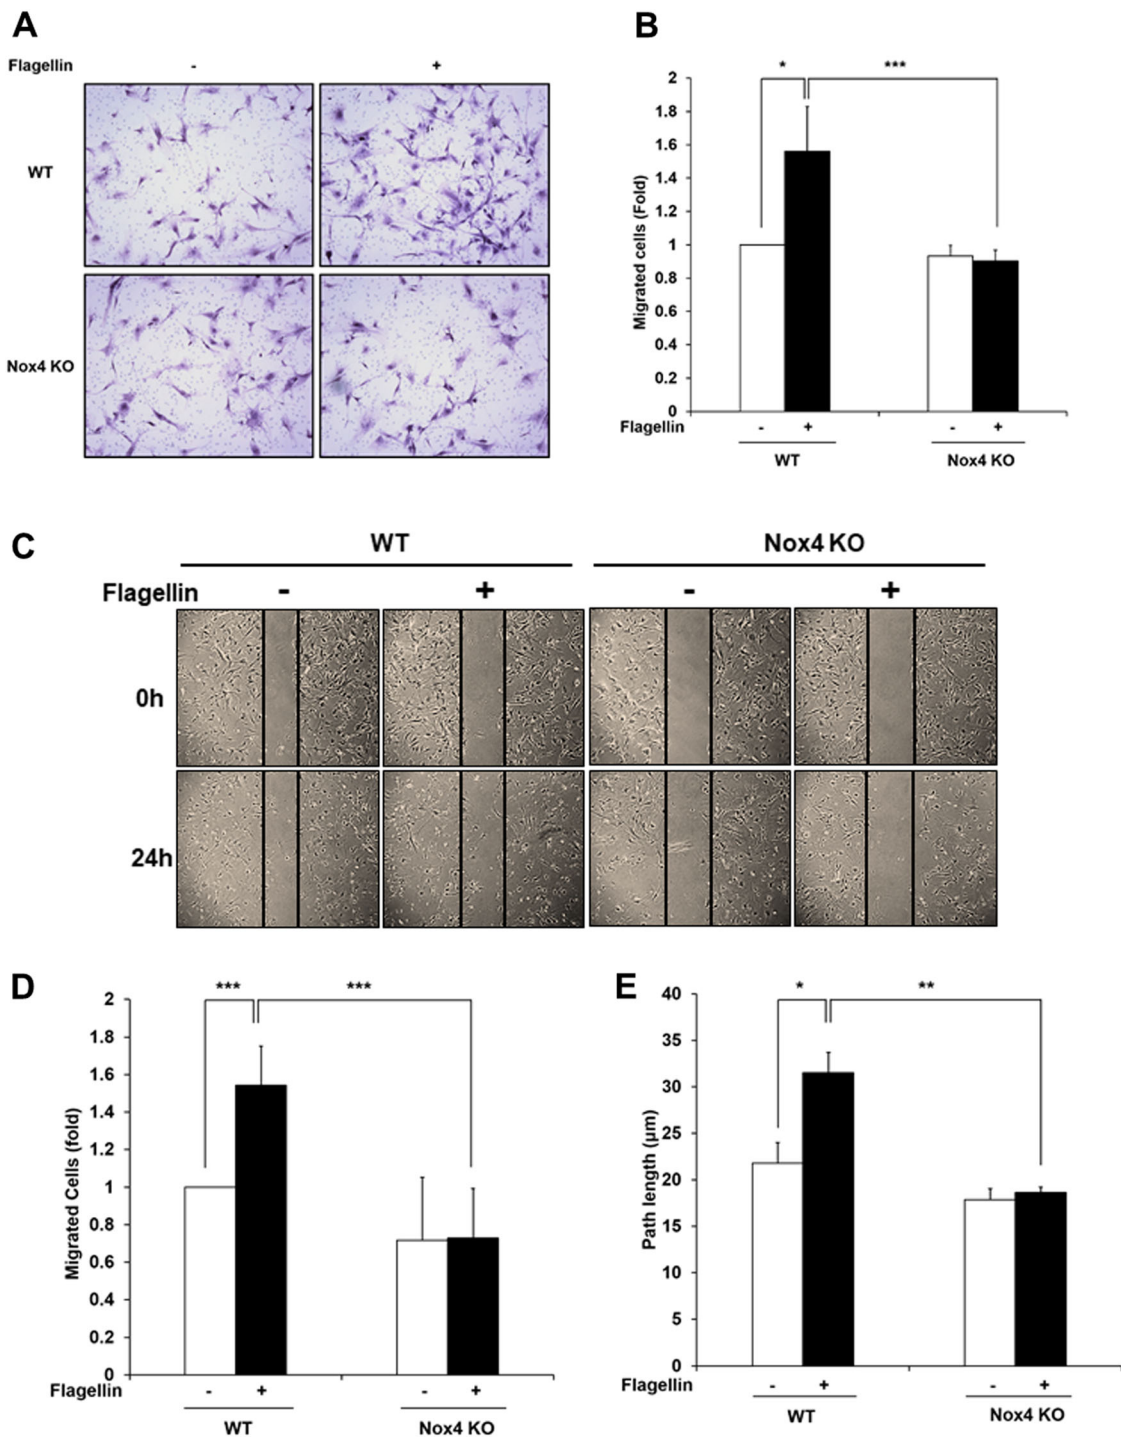 A
Flagellin - +
WT
Nox4 KO
B
* ***
2
1.8
1.6
1.4
1.2
1
0.8
0.6
0.4
0.2
0
Migrated cells (Fold)
Flagellin - + - +
WT Nox4 KO
C
WT Nox4 KO
Flagellin - + - +
0h
24h
D
*** ***
2
1.8
1.6
1.4
1.2
1
0.8
0.6
0.4
0.2
0
Migrated Cells (fold)
Flagellin - + - +
WT Nox4 KO
E
* **
40
35
30
25
20
15
10
5
0
Path length (μm)
Flagellin - + - +
WT Nox4 KO